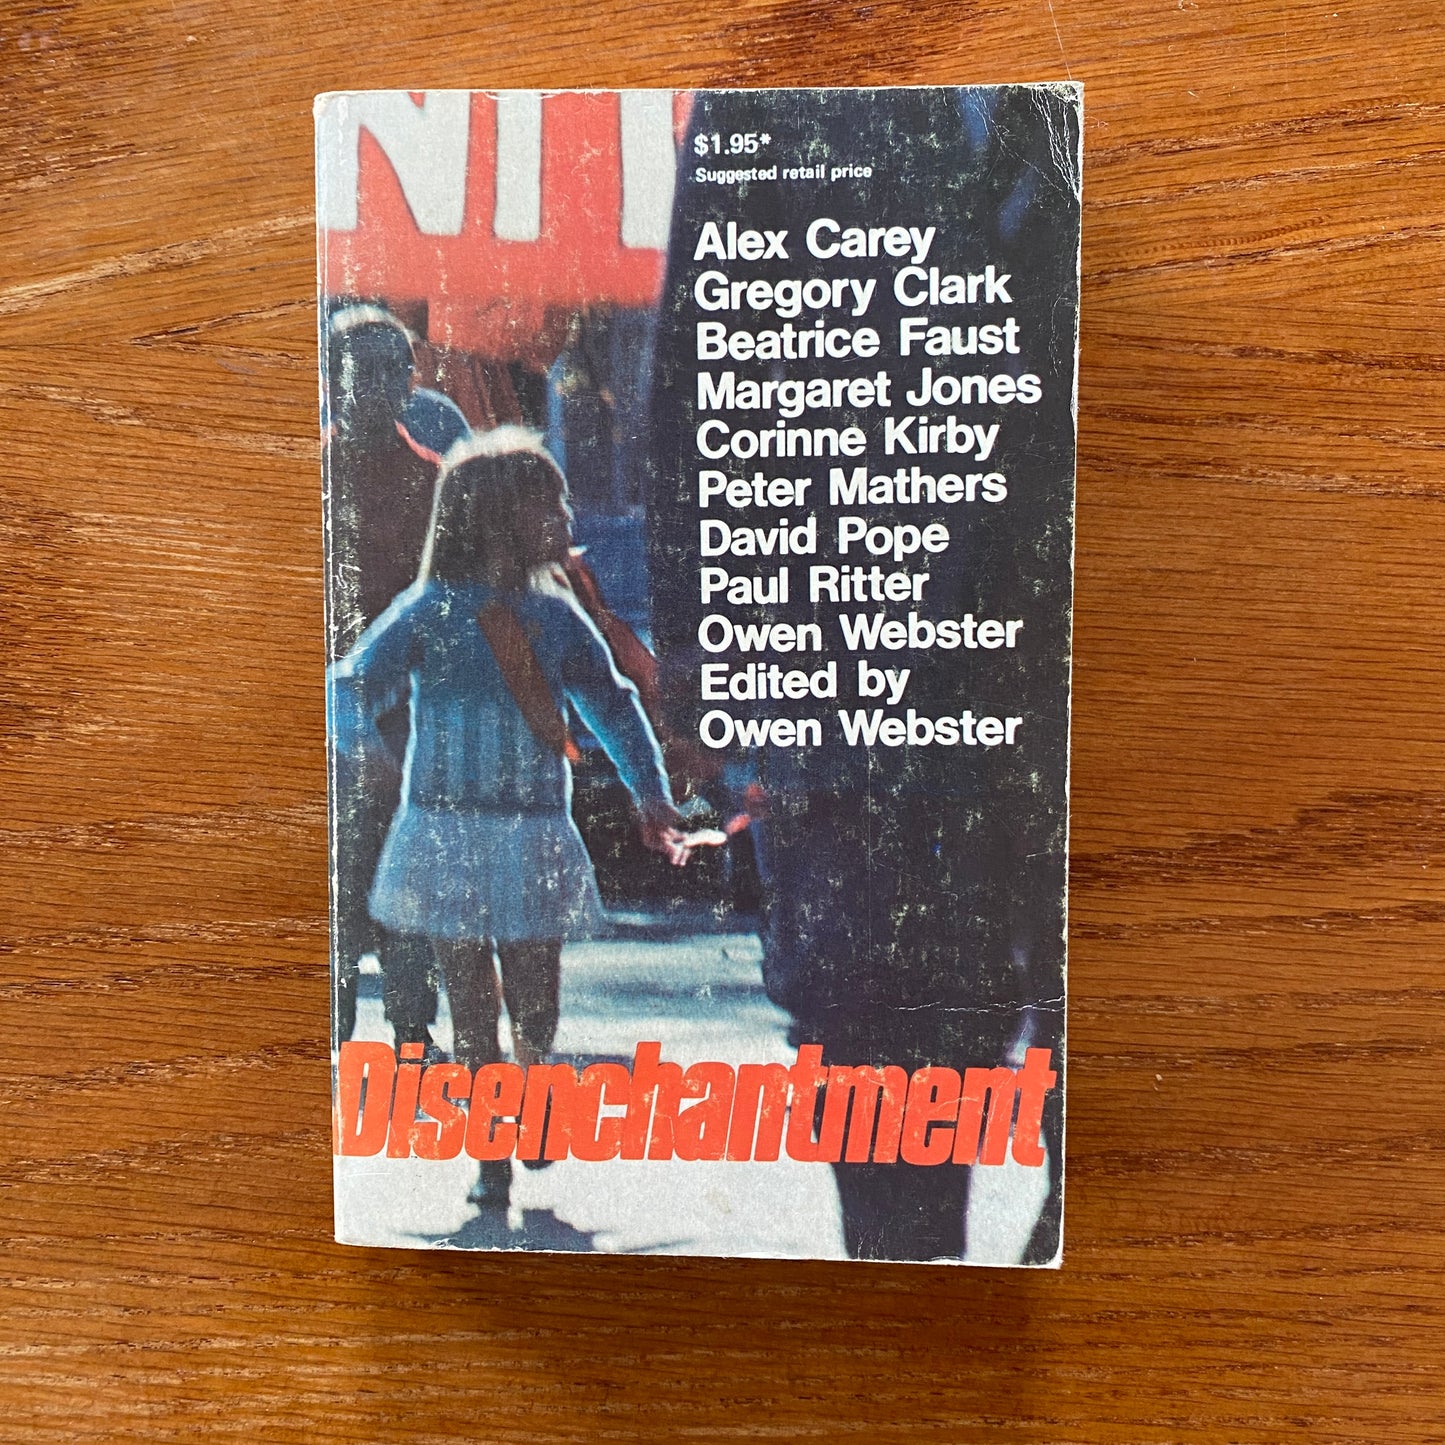 NIT
$1.95*
Suggested retail price
Alex Carey
Gregory Clark
Beatrice Faust
Margaret Jones
Corinne Kirby
Peter Mathers
David Pope
Paul Ritter
Owen Webster
Edited by
Owen Webster
Disenchantment